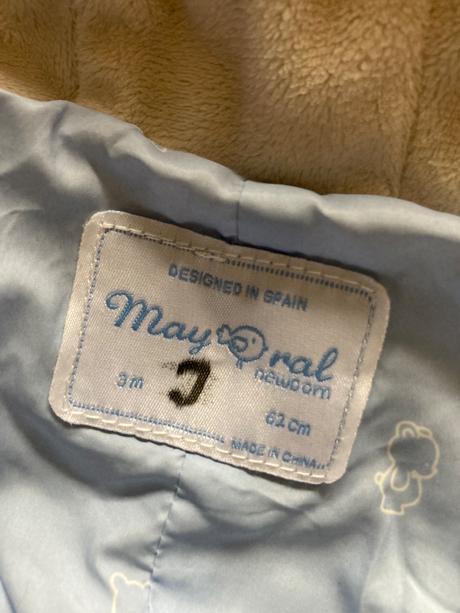 DESIGNED IN SPAIN
Mayoral
newborn
3m
J
62 cm
MADE IN CHINA